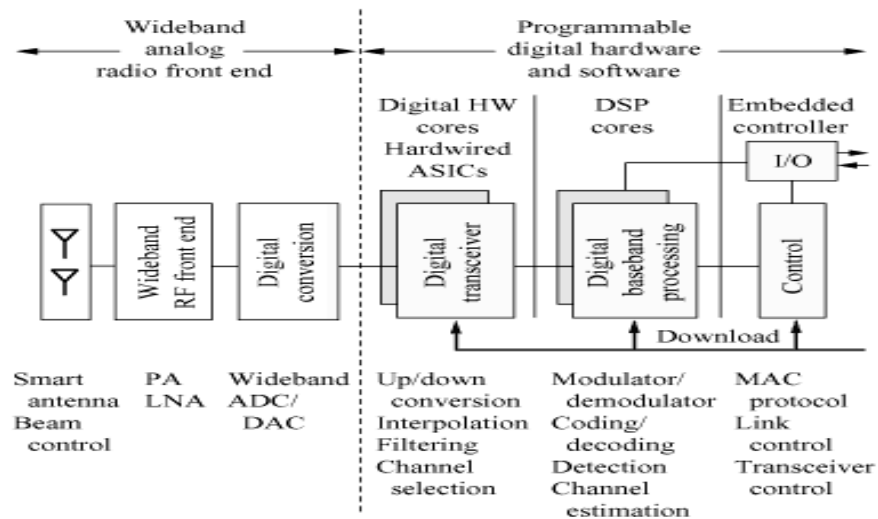 Wideband
analog
radio front end
Programmable
digital hardware
and software
Digital HW
cores
Hardwired
ASICs
DSP
cores
Embedded
controller
I/O
Wideband
RF front end
Digital
conversion
Digital
transceiver
Digital
baseband
processing
Control
Download
Smart
antenna
Beam
control
PA
LNA
Wideband
ADC/
DAC
Up/down
conversion
Interpolation
Filtering
Channel
selection
Modulator/
demodulator
Coding/
decoding
Detection
Channel
estimation
MAC
protocol
Link
control
Transceiver
control